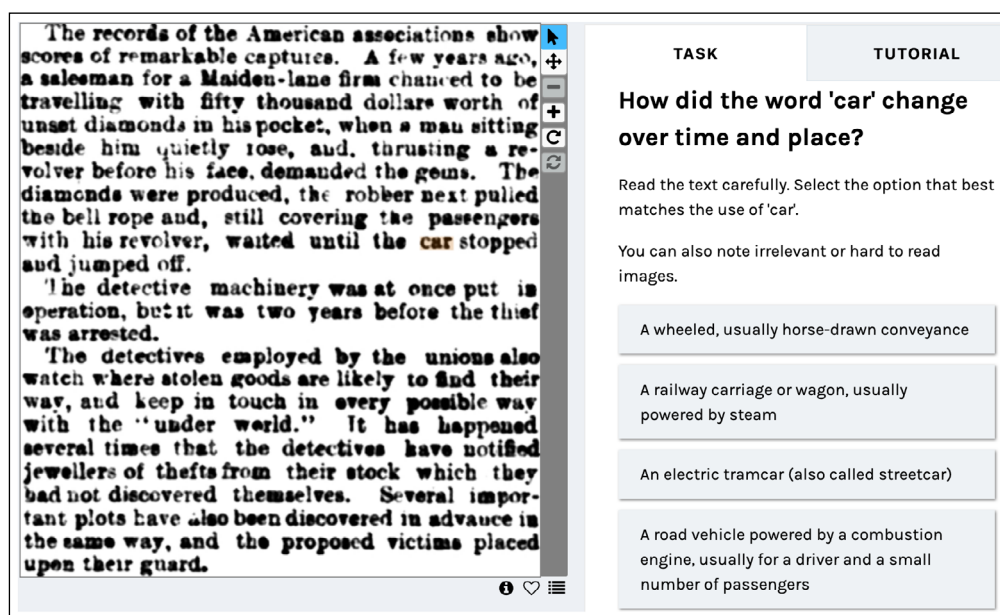 The records of the American associations show
scores of remarkable captures. A few years ago,
a salesman for a Maiden-lane firm chanced to be
travelling with fifty thousand dollars worth of
unset diamonds in his pocket, when a man sitting
beside him quietly rose, and, thrusting a re-
volver before his face, demanded the gems. The
diamonds were produced, the robber next pulled
the bell rope and, still covering the passengers
with his revolver, waited until the car stopped
and jumped off.
The detective machinery was at once put in
operation, but it was two years before the thief
was arrested.
The detectives employed by the unions also
watch where stolen goods are likely to find their
way, and keep in touch in every possible way
with the "under world." It has happened
several times that the detectives have notified
jewellers of thefts from their stock which they
had not discovered themselves. Several impor-
tant plots have also been discovered in advance in
the same way, and the proposed victims placed
upon their guard.
TASK
TUTORIAL
How did the word 'car' change
over time and place?
Read the text carefully. Select the option that best
matches the use of 'car'.
You can also note irrelevant or hard to read
images.
A wheeled, usually horse-drawn conveyance
A railway carriage or wagon, usually
powered by steam
An electric tramcar (also called streetcar)
A road vehicle powered by a combustion
engine, usually for a driver and a small
number of passengers